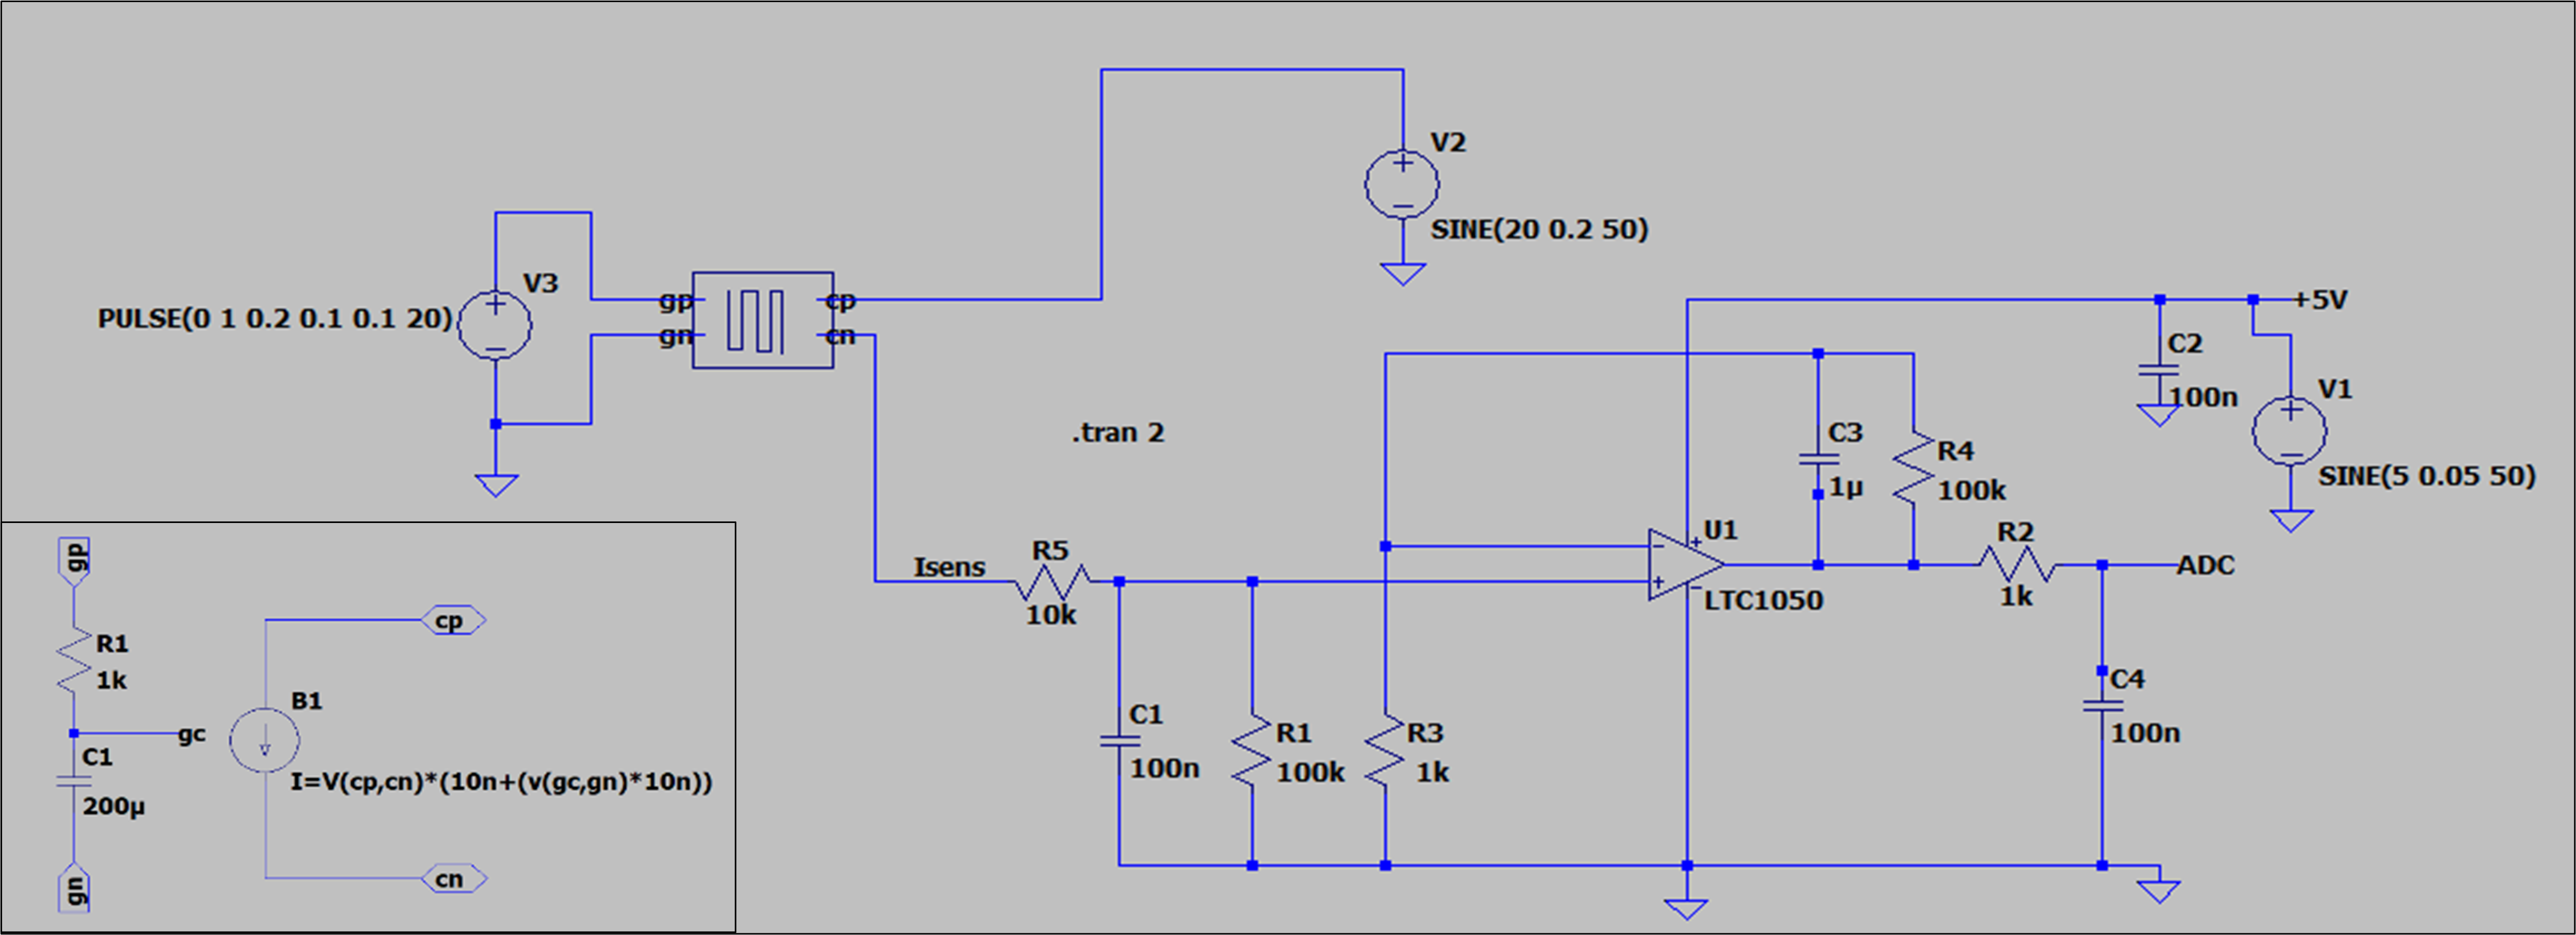 V2
SINE(20 0.2 50)
V3
PULSE(0 1 0.2 0.1 0.1 20)
gp
cp
gn
cn
+5V
C2
100n
V1
SINE(5 0.05 50)
.tran 2
C3
1µ
R4
100k
U1
+
−
LTC1050
R2
1k
ADC
Isens
R5
10k
C1
100n
R1
100k
R3
1k
C4
100n
gp
R1
1k
gc
C1
200µ
gn
cp
B1
I=V(cp,cn)*(10n+(v(gc,gn)*10n))
cn